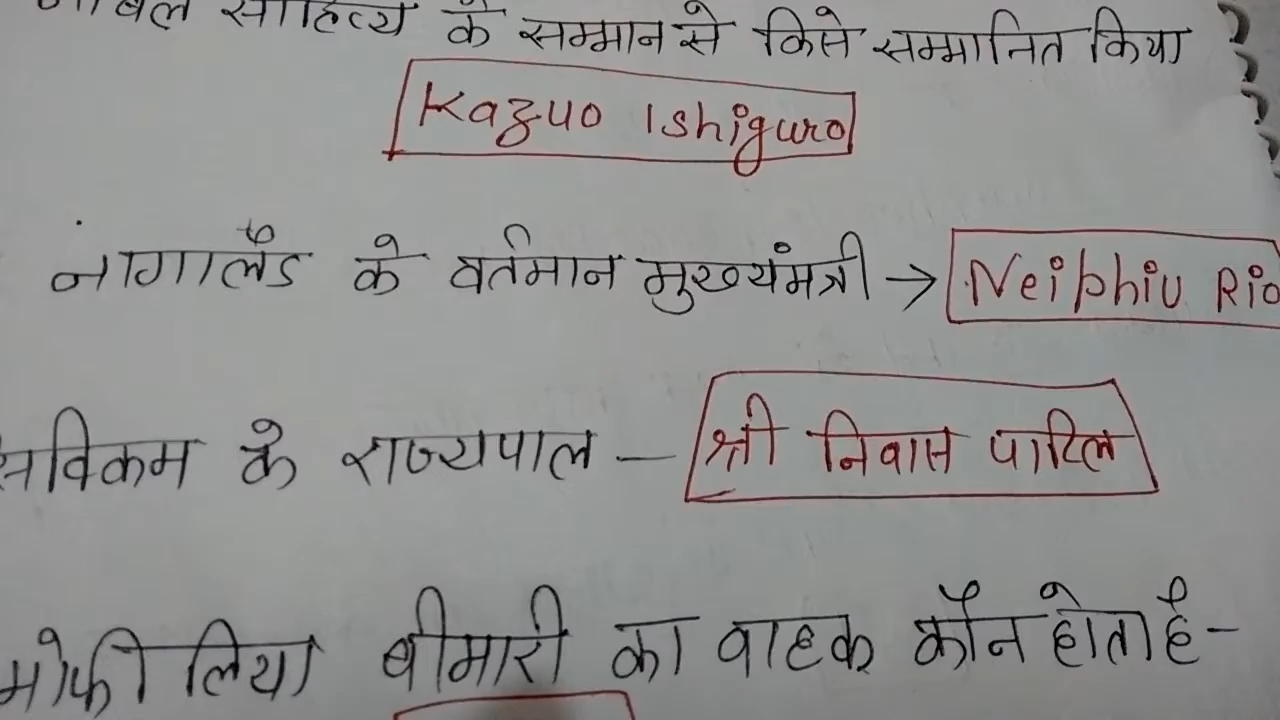 साहित्य के सम्मान से किसे सम्मानित किया
Kazuo Ishiguro
नागालैंड के वर्तमान मुख्यमंत्री → Neiphiu Rio
सिक्किम के राज्यपाल — श्री निवास पाटिल
मोफीलिया बीमारी का वाहक कौन होता है -